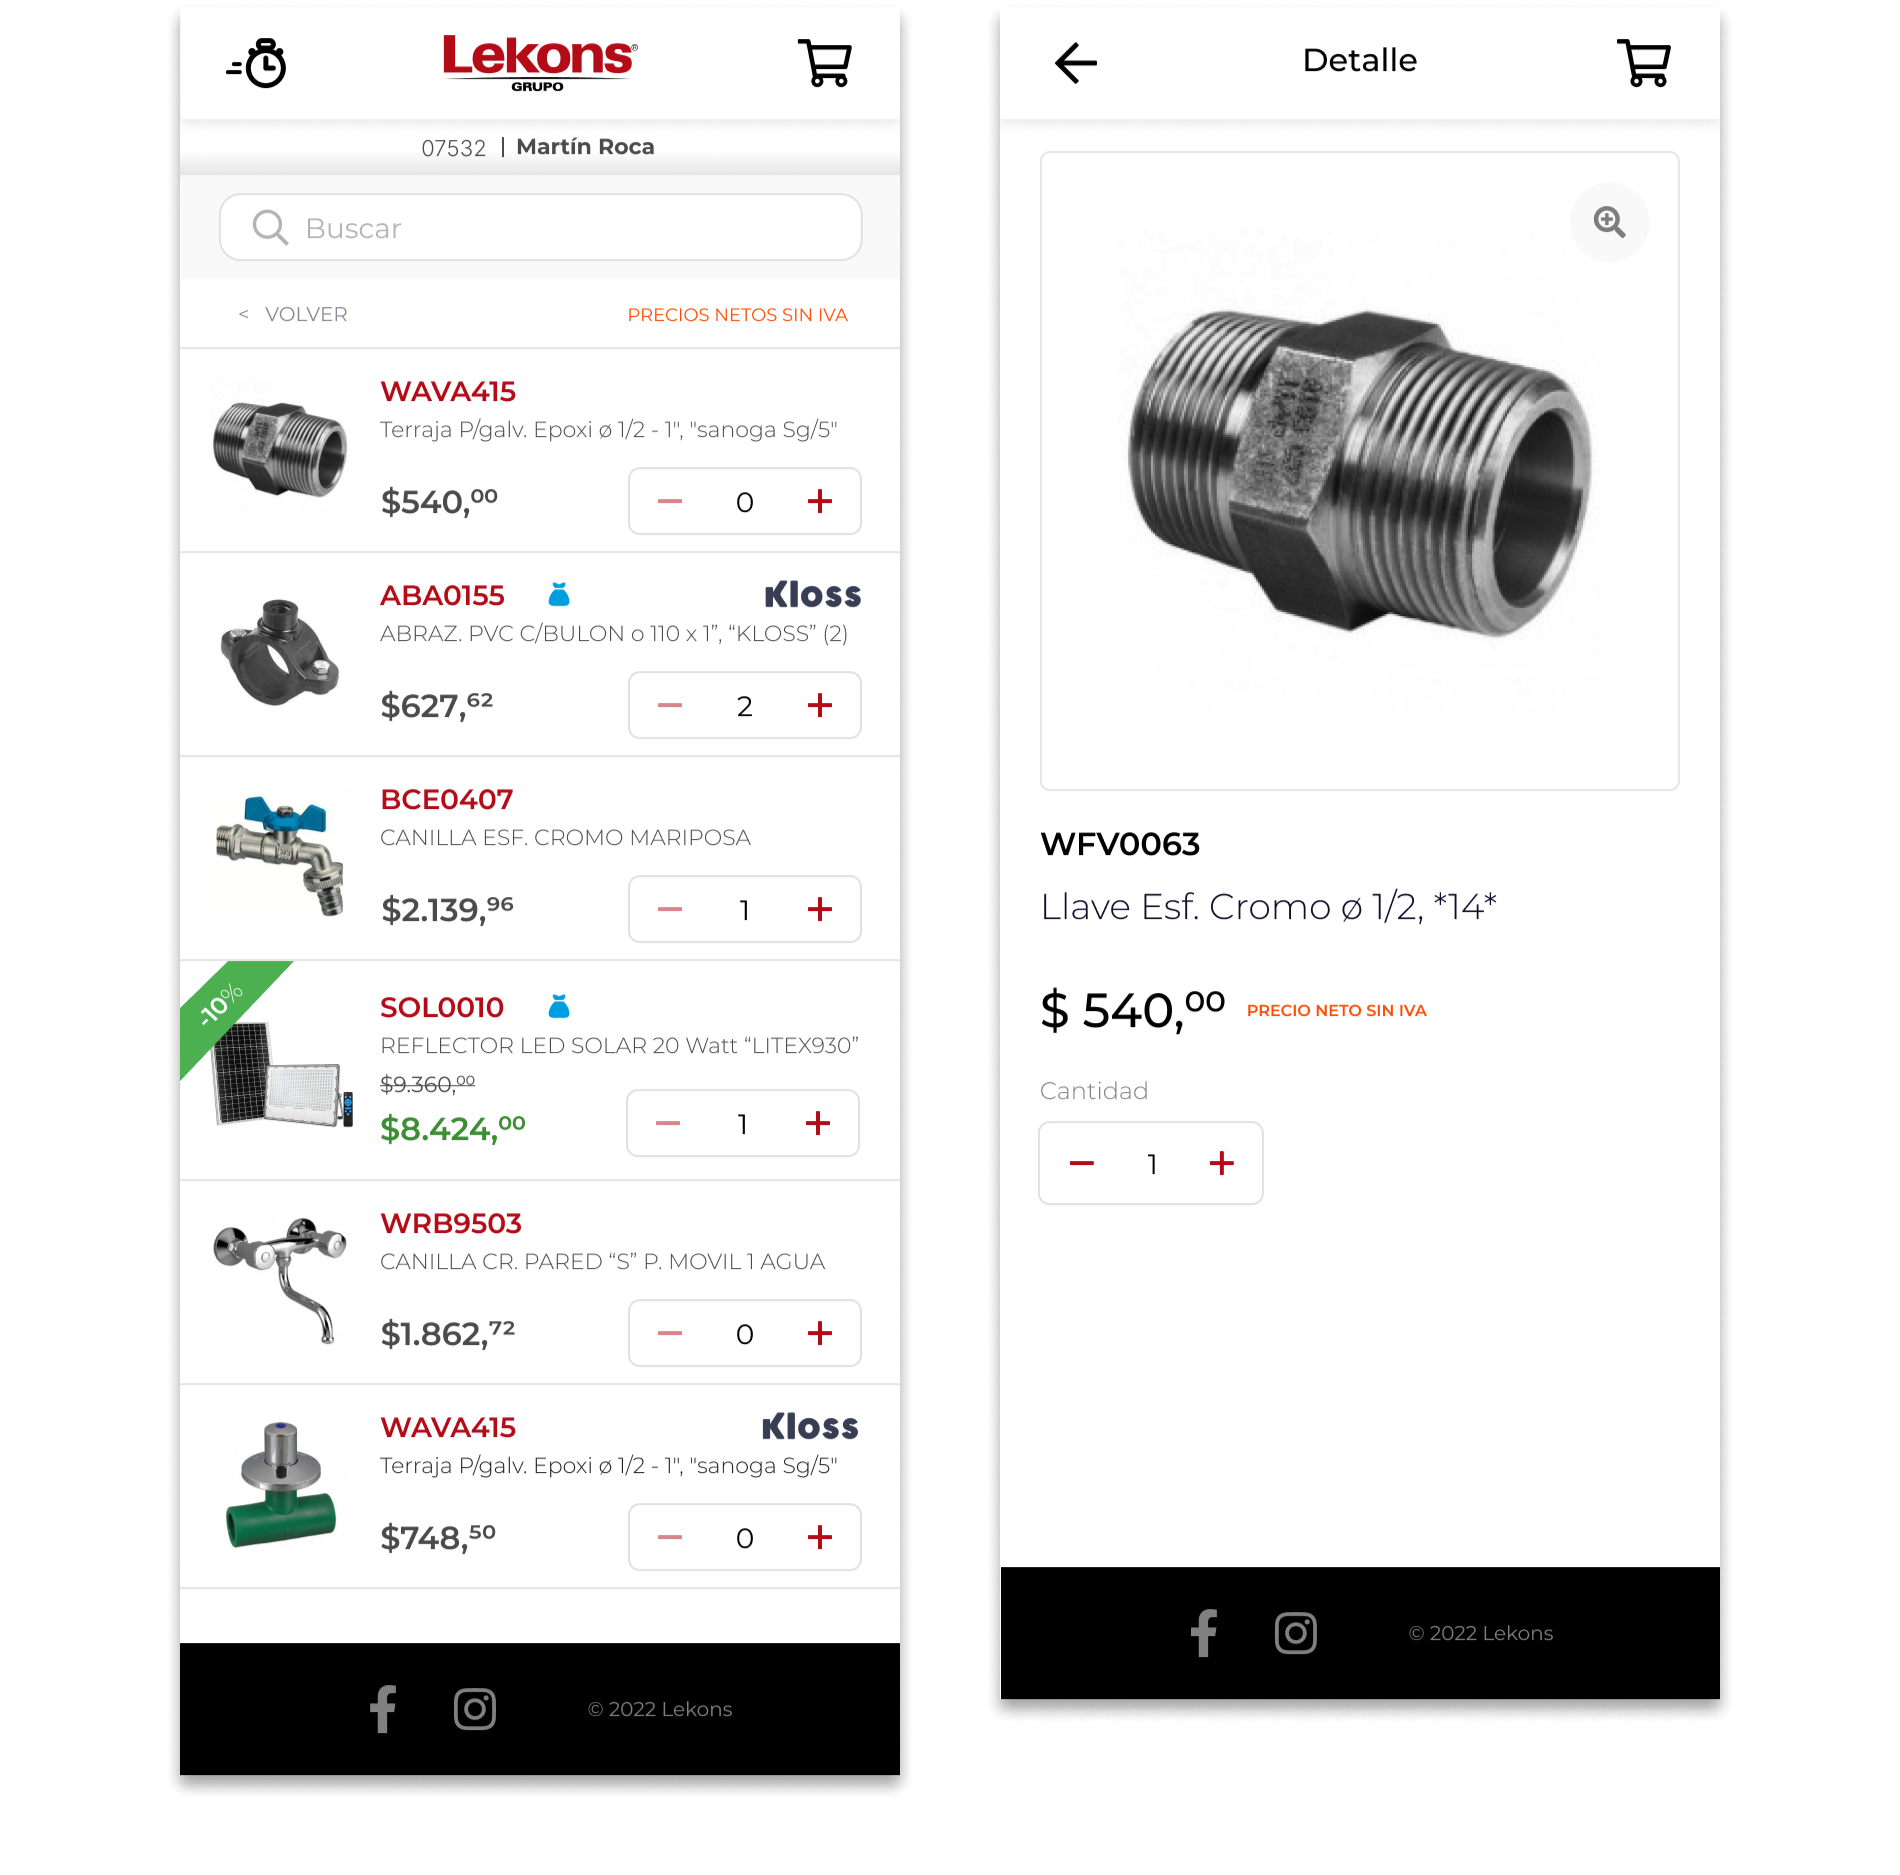 Lekons®
GRUPO
07532 | Martín Roca
Buscar
< VOLVER
PRECIOS NETOS SIN IVA
WAVA415
Terraja P/galv. Epoxi ø 1/2 - 1", "sanoga Sg/5"
$540,00
0
ABA0155
Kloss
ABRAZ. PVC C/BULON o 110 x 1”, “KLOSS” (2)
$627,62
2
BCE0407
CANILLA ESF. CROMO MARIPOSA
$2.139,96
1
-10%
SOL0010
REFLECTOR LED SOLAR 20 Watt “LITEX930”
$9.360,00
$8.424,00
1
WRB9503
CANILLA CR. PARED “S” P. MOVIL 1 AGUA
$1.862,72
0
WAVA415
Kloss
Terraja P/galv. Epoxi ø 1/2 - 1", "sanoga Sg/5"
$748,50
0
© 2022 Lekons
Detalle
WFV0063
Llave Esf. Cromo ø 1/2, *14*
$ 540,00
PRECIO NETO SIN IVA
Cantidad
1
© 2022 Lekons